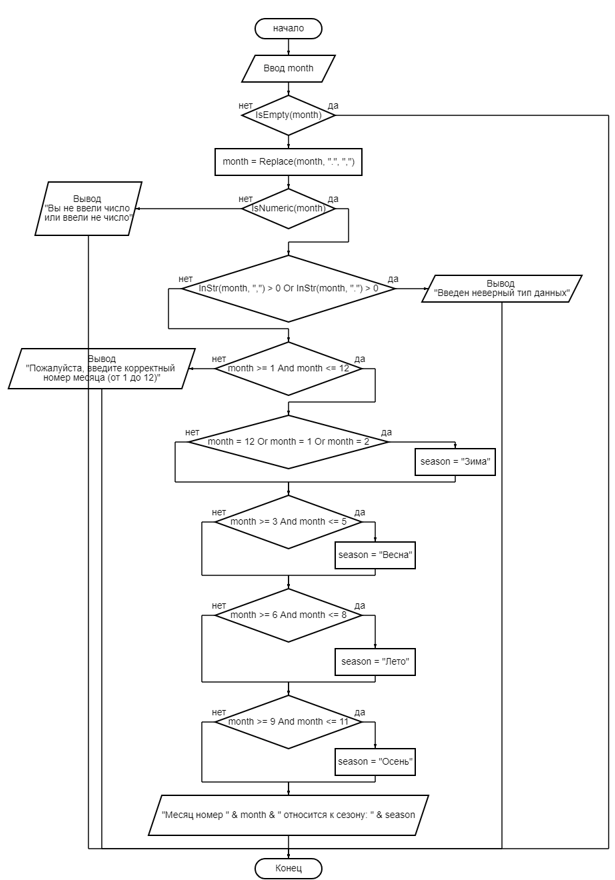 начало
Ввод month
нет
да
IsEmpty(month)
month = Replace(month, ".", ",")
нет
да
IsNumeric(month)
Вывод
"Вы не ввели число
или ввели не число"
нет
да
InStr(month, ",") > 0 Or InStr(month, ".") > 0
Вывод
"Введен неверный тип данных"
нет
да
month >= 1 And month <= 12
Вывод
"Пожалуйста, введите корректный
номер месяца (от 1 до 12)"
нет
да
month = 12 Or month = 1 Or month = 2
season = "Зима"
нет
да
month >= 3 And month <= 5
season = "Весна"
нет
да
month >= 6 And month <= 8
season = "Лето"
нет
да
month >= 9 And month <= 11
season = "Осень"
"Месяц номер " & month & " относится к сезону: " & season
Конец